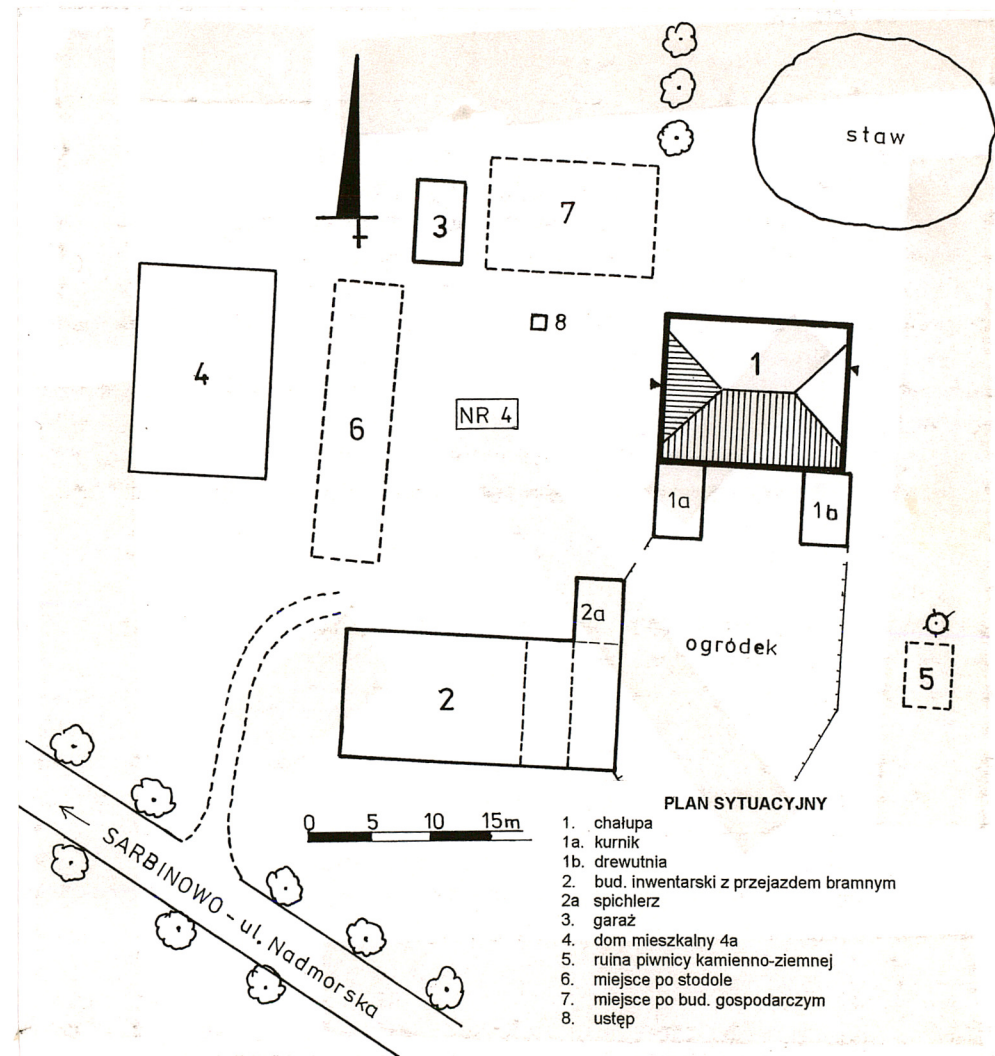 staw
3
7
8
4
1
6
NR 4
1a
1b
2a
ogródek
5
2
SARBINOWO - ul. Nadmorska
0 5 10 15m
PLAN SYTUACYJNY
1. chałupa
1a. kurnik
1b. drewutnia
2. bud. inwentarski z przejazdem bramnym
2a spichlerz
3. garaż
4. dom mieszkalny 4a
5. ruina piwnicy kamienno-ziemnej
6. miejsce po stodole
7. miejsce po bud. gospodarczym
8. ustęp